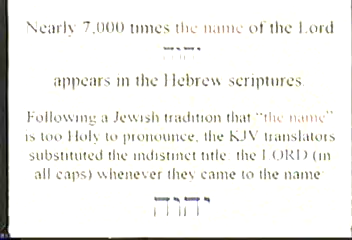 Nearly 7,000 times the name of the Lord
יהוה
appears in the Hebrew scriptures.
Following a Jewish tradition that “the name”
is too Holy to pronounce, the KJV translators
substituted the indistinct title, the LORD (in
all caps) whenever they came to the name
יהוה